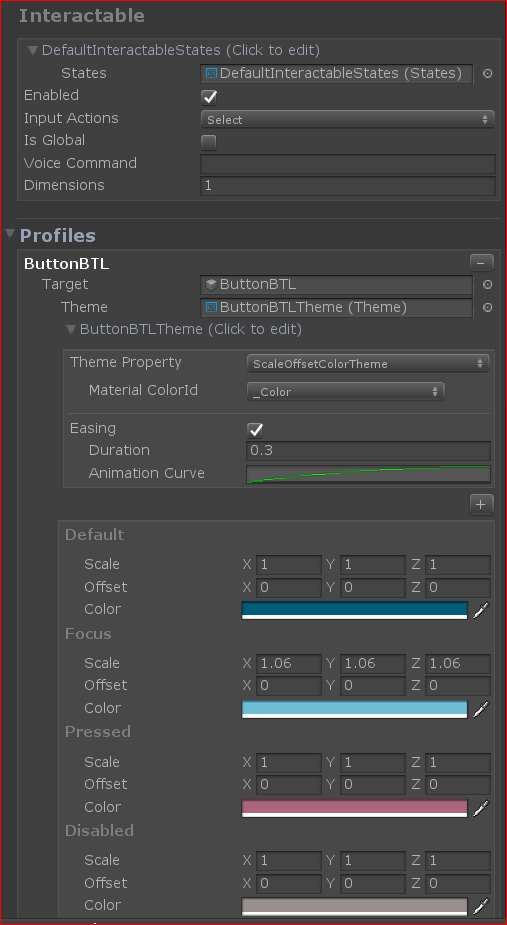 Interactable
DefaultInteractableStates (Click to edit)
States DefaultInteractableStates (States)
Enabled
Input Actions Select
Is Global
Voice Command
Dimensions 1
Profiles
ButtonBTL
Target ButtonBTL
Theme ButtonBTLTheme (Theme)
ButtonBTLTheme (Click to edit)
Theme Property ScaleOffsetColorTheme
Material ColorId _Color
Easing
Duration 0.3
Animation Curve
Default
Scale X 1 Y 1 Z 1
Offset X 0 Y 0 Z 0
Color
Focus
Scale X 1.06 Y 1.06 Z 1.06
Offset X 0 Y 0 Z 0
Color
Pressed
Scale X 1 Y 1 Z 1
Offset X 0 Y 0 Z 0
Color
Disabled
Scale X 1 Y 1 Z 1
Offset X 0 Y 0 Z 0
Color